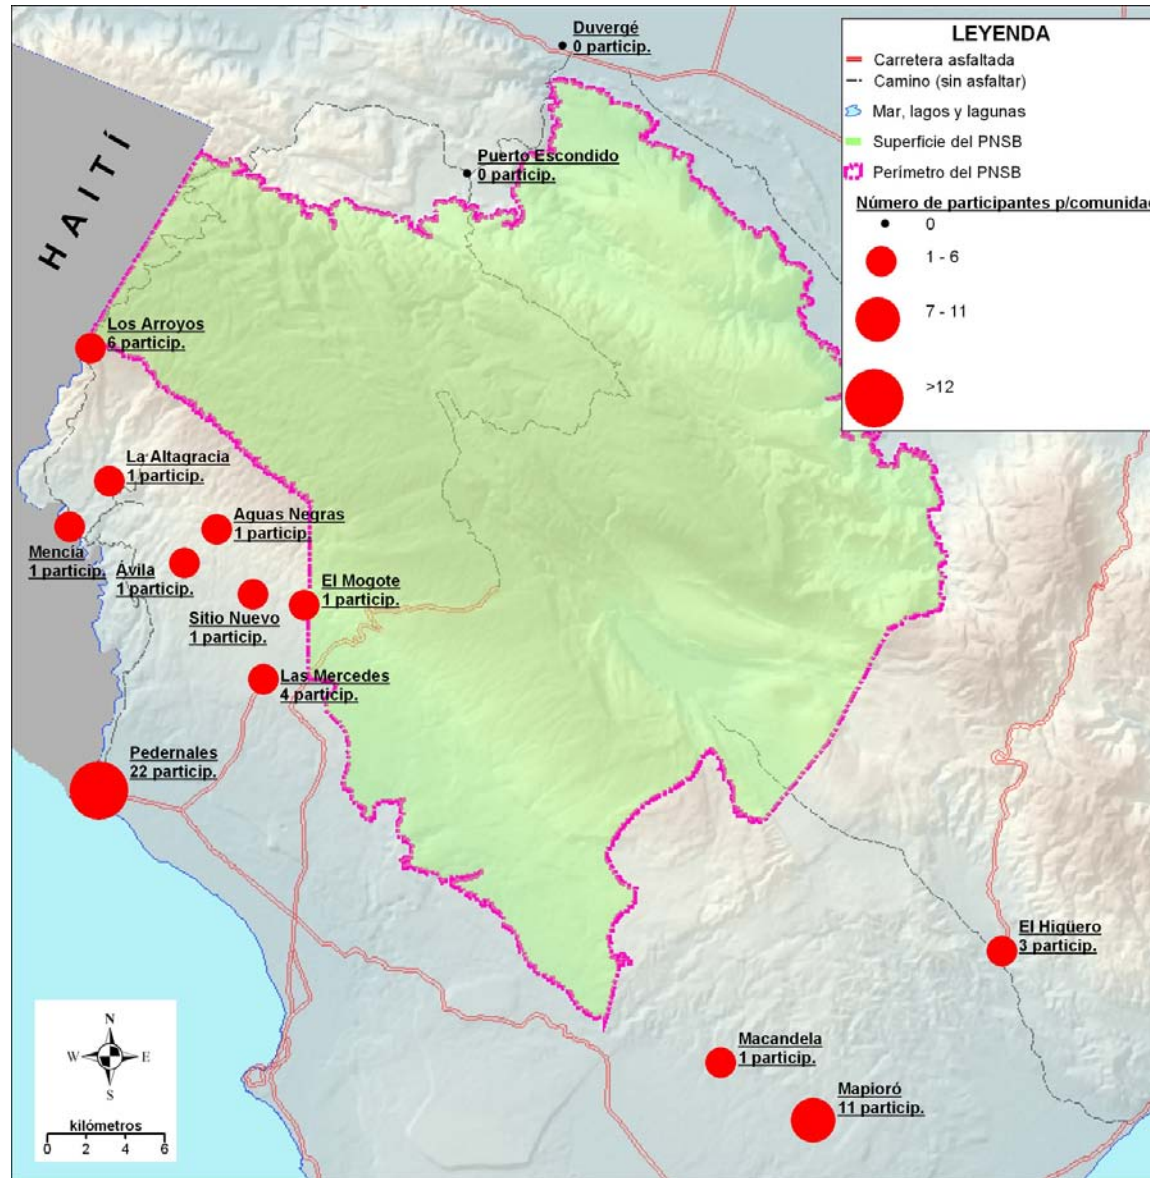 Duvergé
0 particip.
LEYENDA
Carretera asfaltada
Camino (sin asfaltar)
Mar, lagos y lagunas
Superficie del PNSB
Perímetro del PNSB
Número de participantes p/comunidad
0
1 - 6
7 - 11
>12
HAITÍ
Puerto Escondido
0 particip.
Los Arroyos
6 particip.
La Altagracia
1 particip.
Aguas Negras
1 particip.
Mencía
1 particip.
Ávila
1 particip.
El Mogote
1 particip.
Sitio Nuevo
1 particip.
Las Mercedes
4 particip.
Pedernales
22 particip.
El Higüero
3 particip.
Macandela
1 particip.
Mapioró
11 particip.
N
W E
S
kilómetros
0 2 4 6